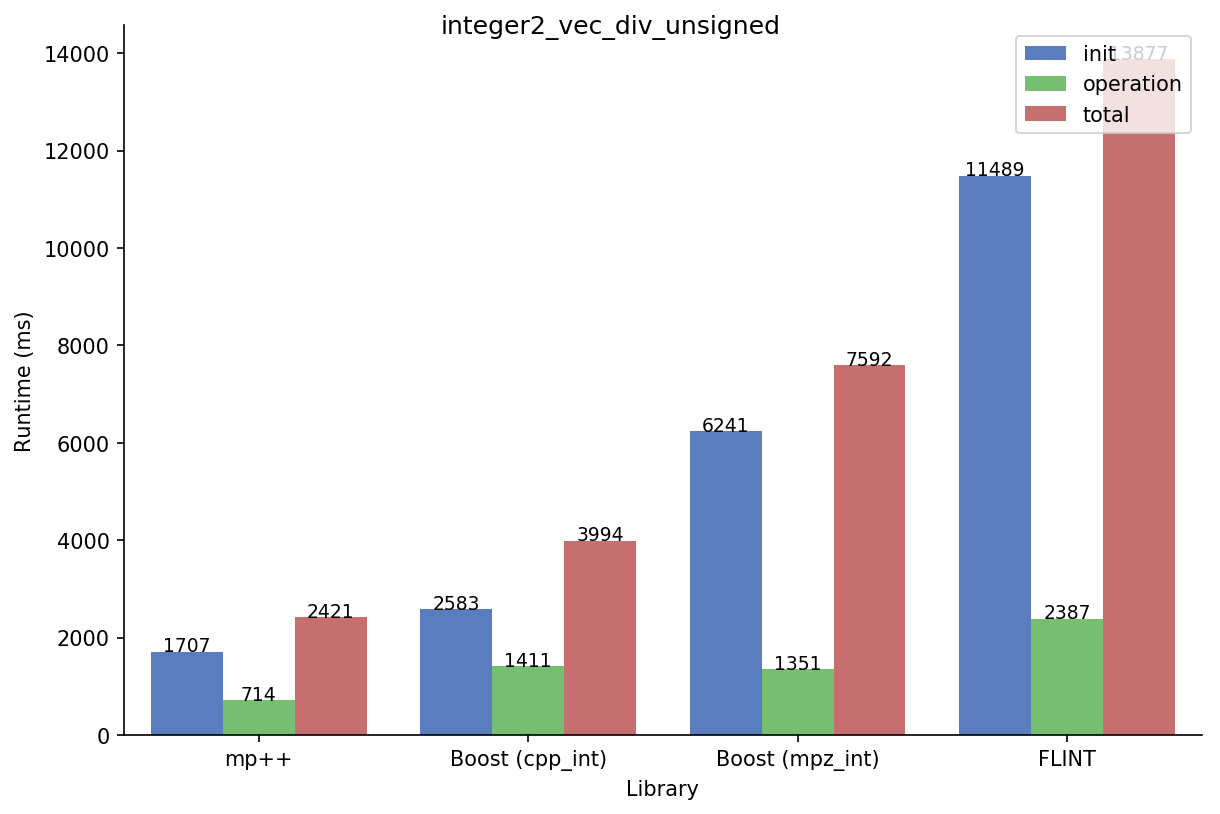 integer2_vec_div_unsigned
init
operation
total
13877
14000
12000
10000
8000
6000
4000
2000
0
Runtime (ms)
1707
714
2421
2583
1411
3994
6241
1351
7592
11489
2387
mp++
Boost (cpp_int)
Boost (mpz_int)
FLINT
Library